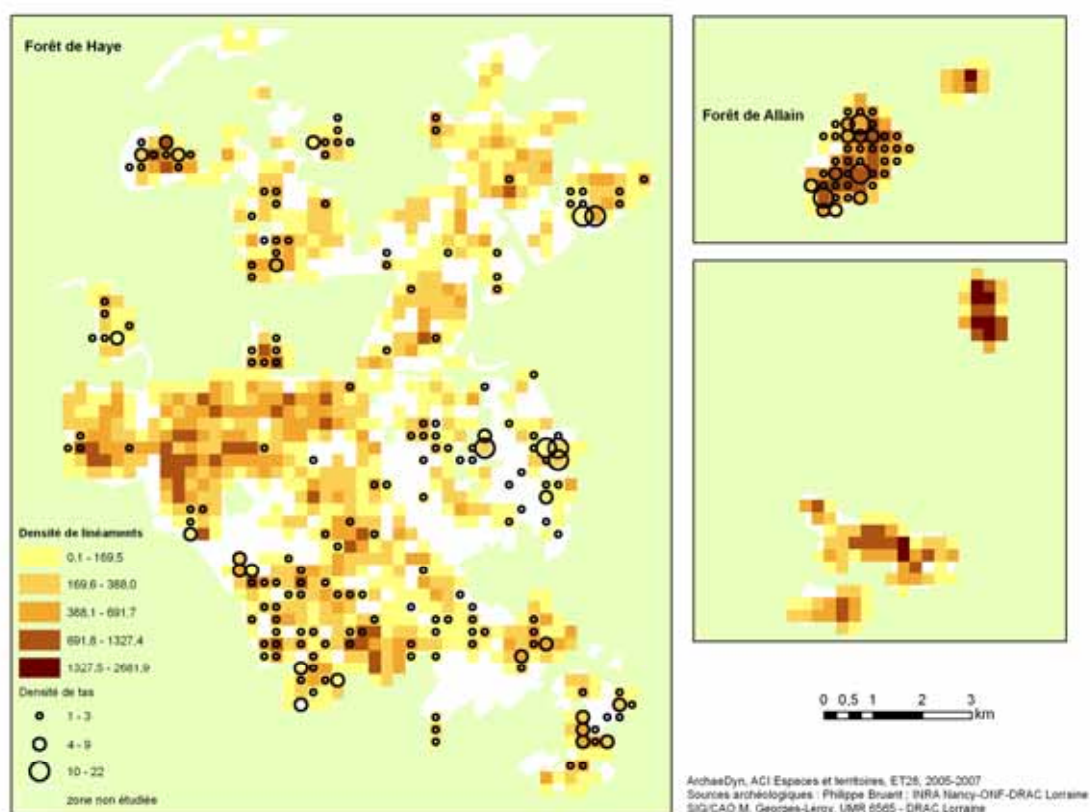 Forêt de Haye
Forêt de Allain
Densité de linéaments
0.1 - 169.5
169.6 - 388.0
388.1 - 691.7
691.8 - 1327.4
1327.5 - 2681.9
Densité de tas
1 - 3
4 - 9
10 - 22
zone non étudiée
0 0.5 1 2 3
km
ArchaeDyn, ACI Espaces et territoires, ET28, 2005-2007
Sources archéologiques : Philippe Bruant ; INRA Nancy-ONF-DRAC Lorraine
SIG/CAO M. Georges-Leroy, UMR 6565 - DRAC Lorraine